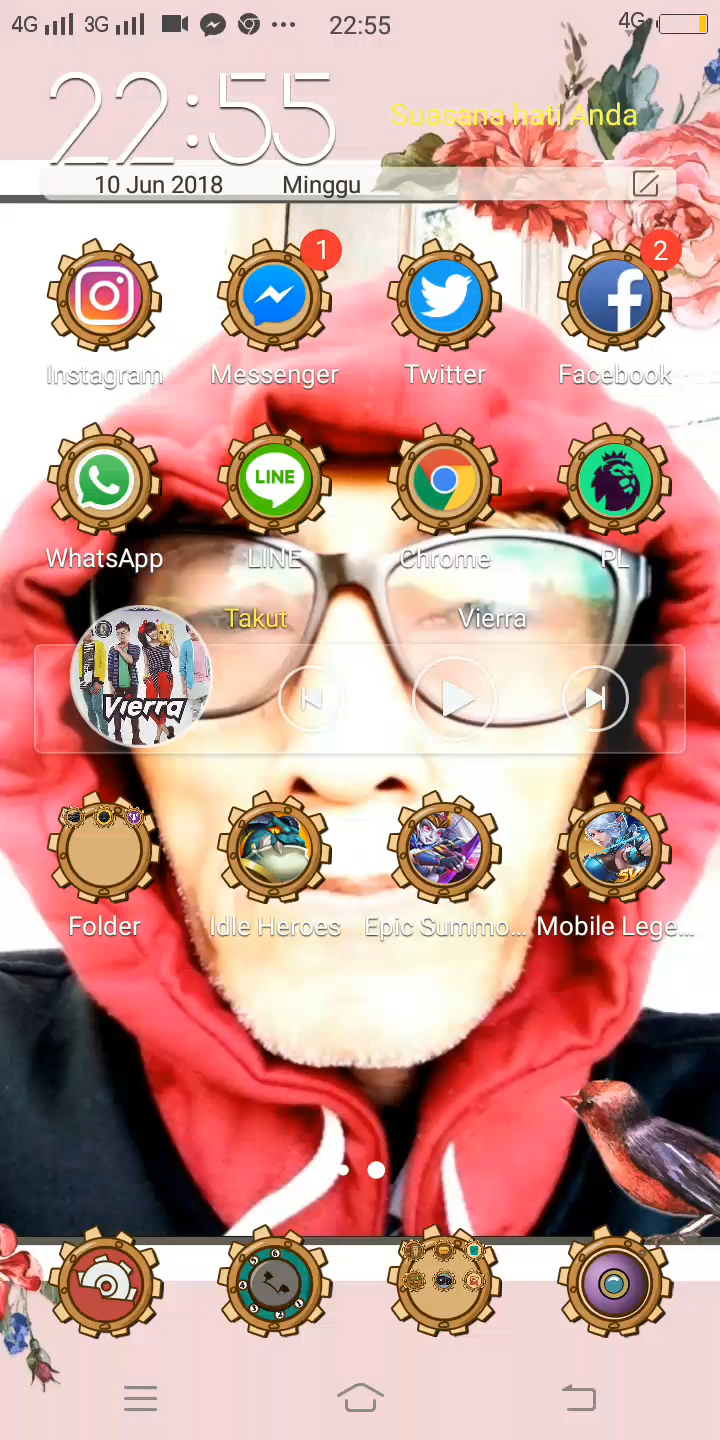 4G 3G 22:55 4G
22:55
Suasana hati Anda
10 Jun 2018 Minggu
1 2
Instagram Messenger Twitter Facebook
LINE
WhatsApp LINE Chrome PL
Takut Vierra
Vierra
Folder Idle Heroes Epic Summo... Mobile Lege...